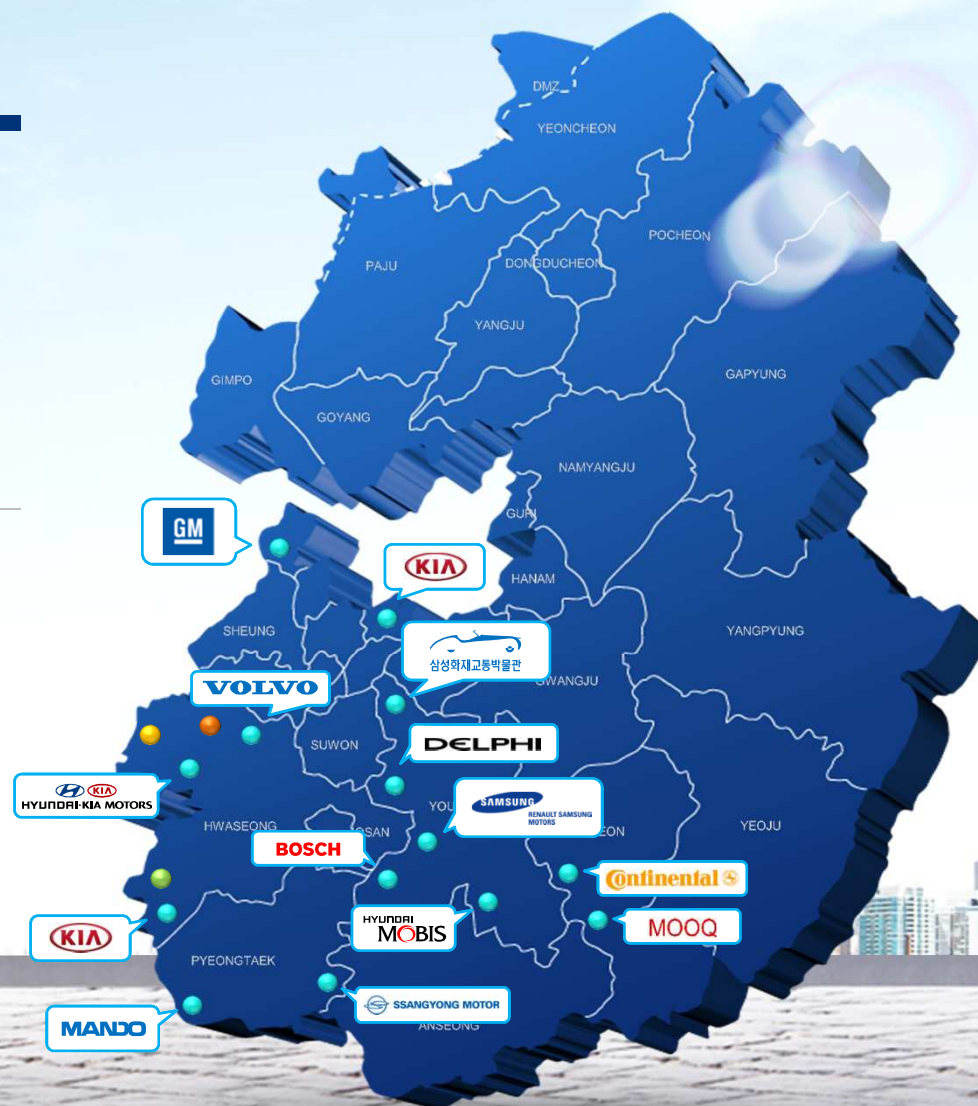 DMZ
YEONCHEON
POCHEON
PAJU
DONGDUCHEON
YANGJU
GAPYUNG
GIMPO
GOYANG
NAMYANGJU
GURI
GM
KIA
HANAM
SHEUNG
삼성화재교통박물관
YANGPYUNG
GWANGJU
VOLVO
SUWON
DELPHI
KIA
HYUNDAI·KIA MOTORS
SAMSUNG
RENAULT SAMSUNG
MOTORS
HWASEONG
YEOJU
BOSCH
Continental
HYUNDAI
MOBIS
MOOQ
KIA
PYEONGTAEK
SSANGYONG MOTOR
MANDO
ANSEONG